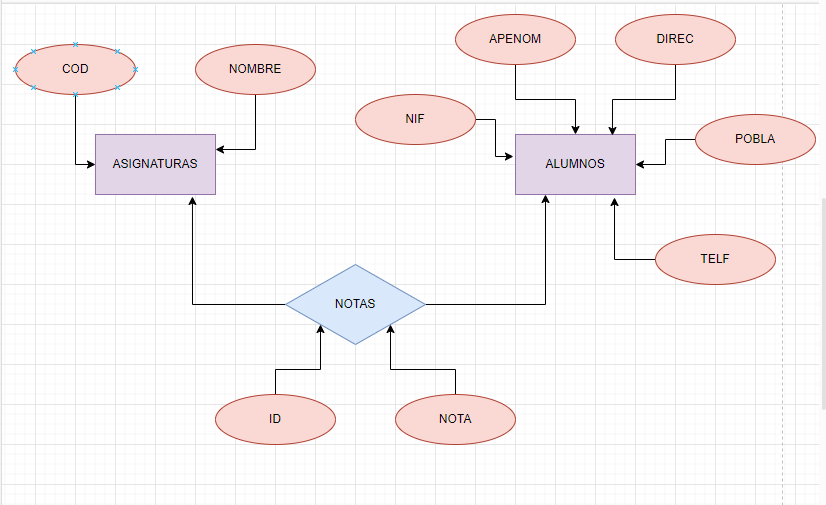 APENOM
DIREC
COD
NOMBRE
NIF
POBLA
ASIGNATURAS
ALUMNOS
TELF
NOTAS
ID
NOTA